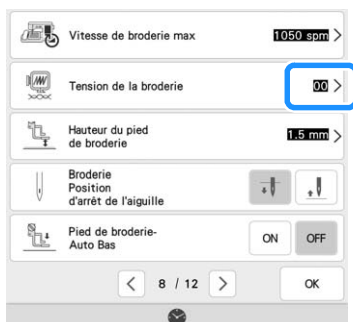 Vitesse de broderie max 1050 spm >
Tension de la broderie 00 >
Hauteur du pied
de broderie 1.5 mm >
Broderie
Position
d'arrêt de l'aiguille
Pied de broderie-
Auto Bas ON OFF
< 8 / 12 > OK